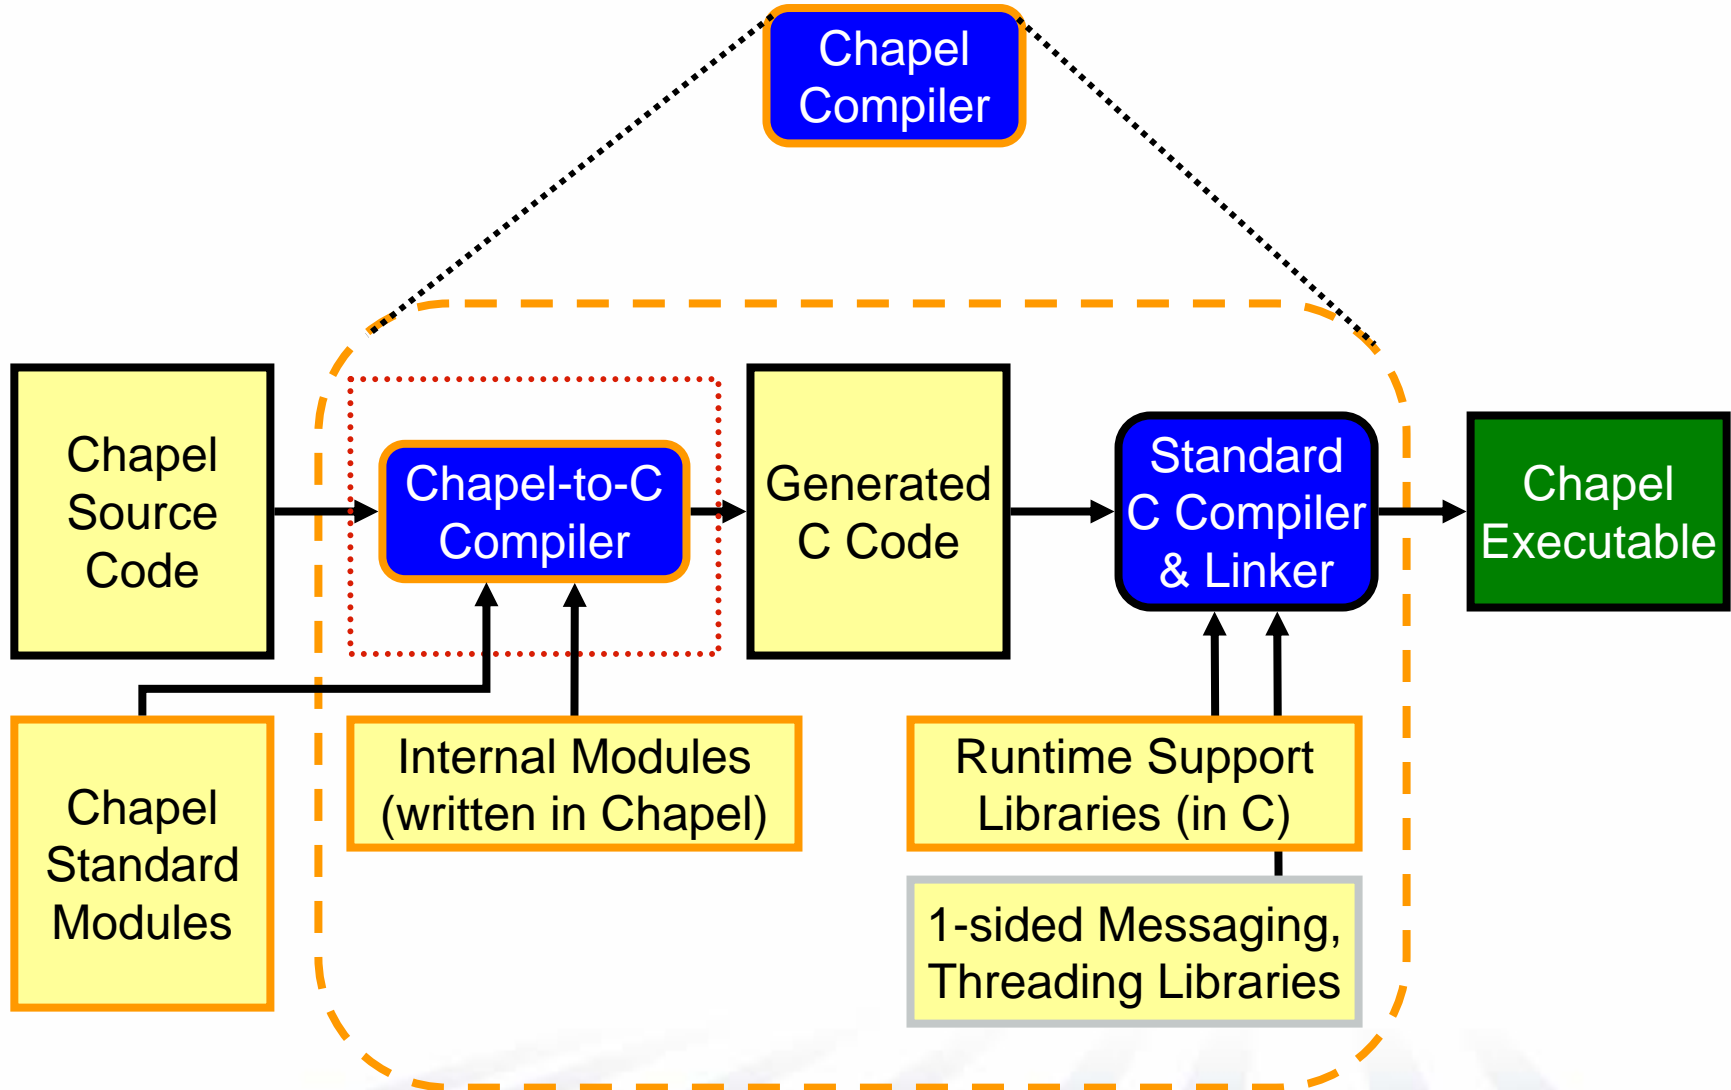 Chapel
Compiler
Chapel
Source
Code
Chapel-to-C
Compiler
Generated
C Code
Standard
C Compiler
& Linker
Chapel
Executable
Chapel
Standard
Modules
Internal Modules
(written in Chapel)
Runtime Support
Libraries (in C)
1-sided Messaging,
Threading Libraries